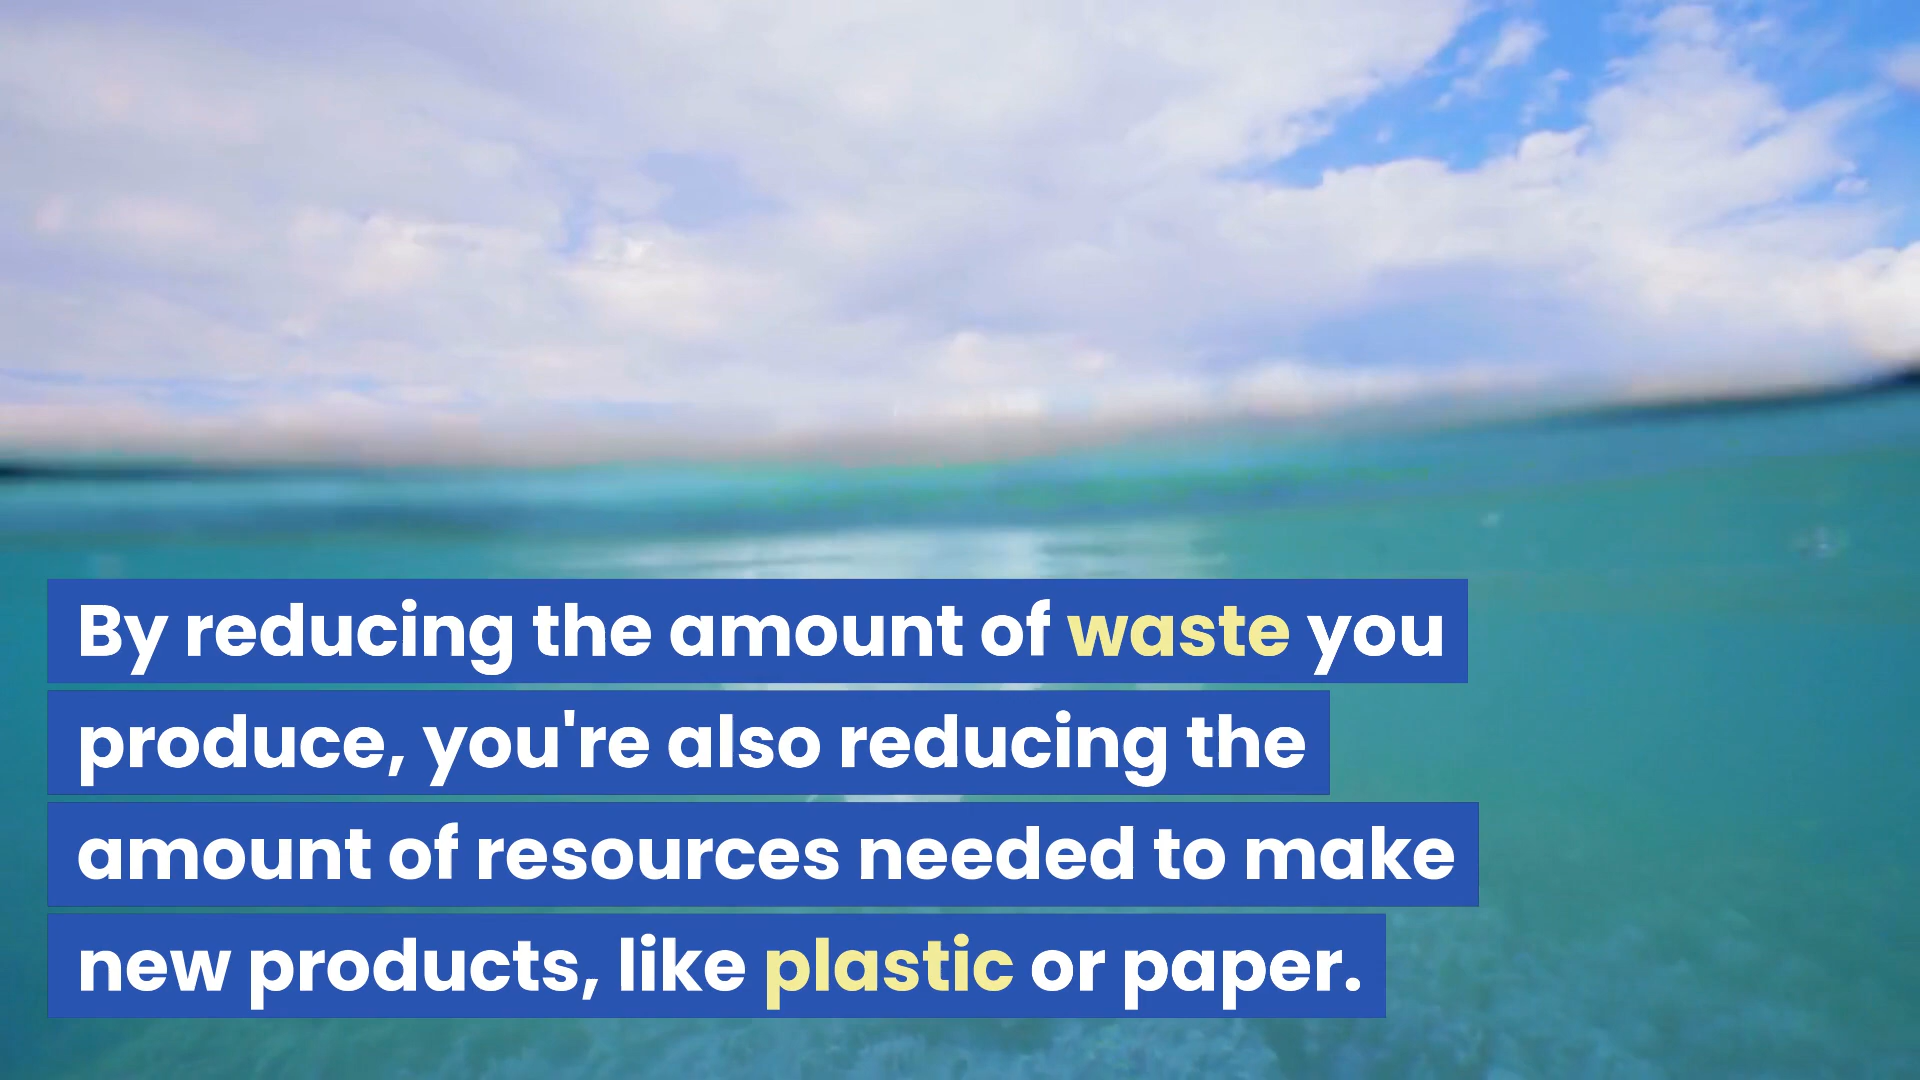 By reducing the amount of waste you
produce, you're also reducing the
amount of resources needed to make
new products, like plastic or paper.